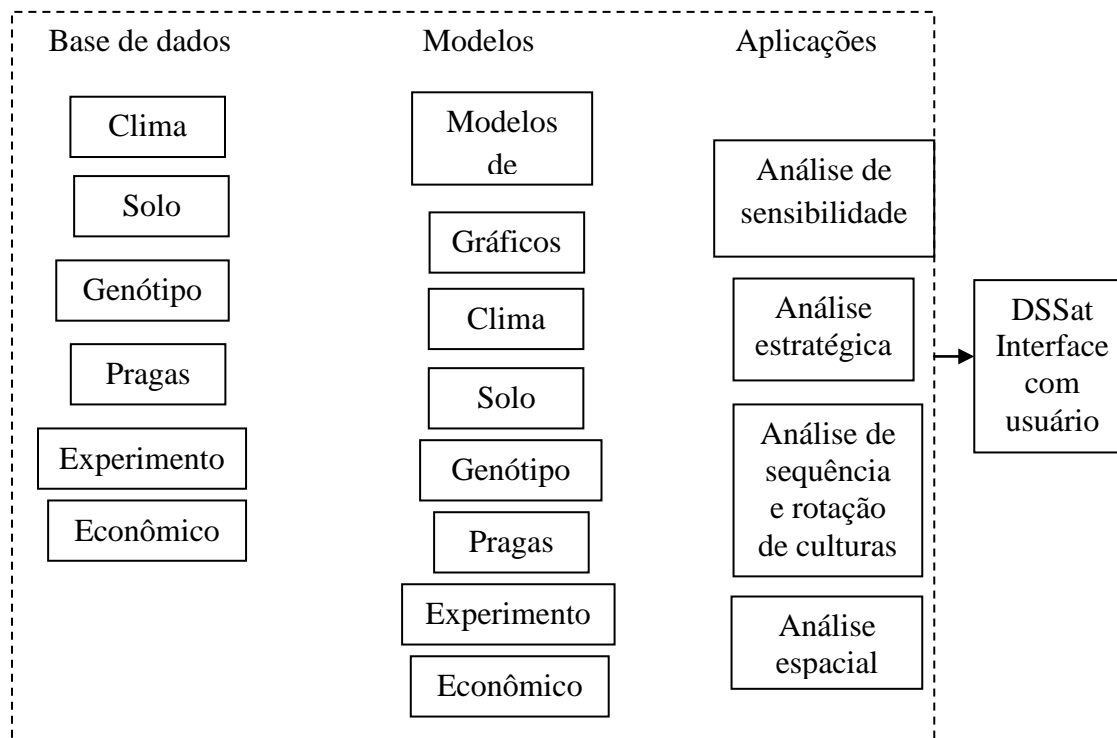 Base de dados
Clima
Solo
Genótipo
Pragas
Experimento
Econômico
Modelos
Modelos
de
Gráficos
Clima
Solo
Genótipo
Pragas
Experimento
Econômico
Aplicações
Análise de
sensibilidade
Análise
estratégica
Análise de
sequência
e rotação
de culturas
Análise
espacial
DSSat
Interface
com
usuário